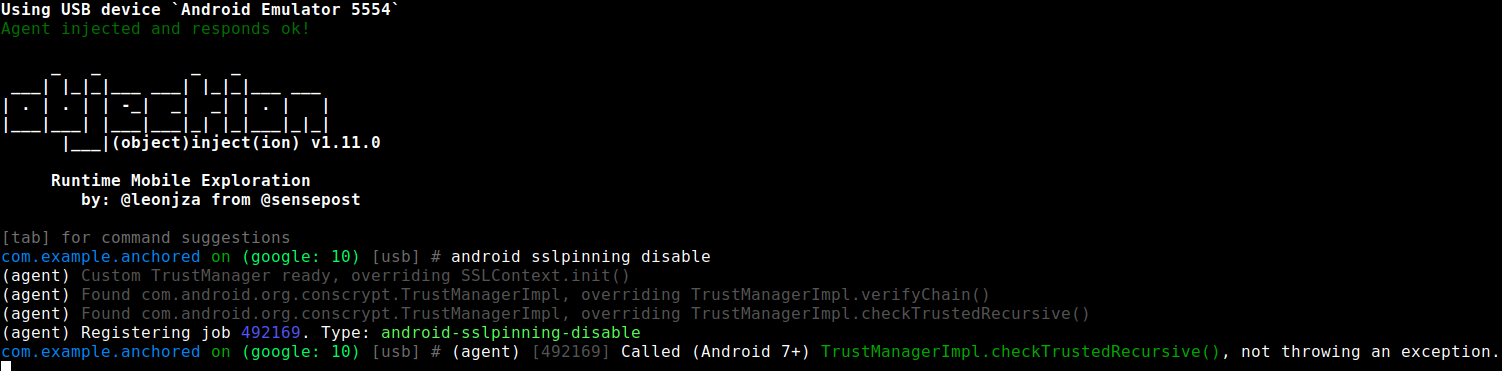 Using USB device `Android Emulator 5554`
Agent injected and responds ok!
     _   _         _   _
 ___| |_|_|___ ___| |_|_|___ ___
| . | . | | -_|  _|  _| | . |   |
|___|___| |___|___|_| |_|___|_|_|
      |___|(object)inject(ion) v1.11.0
     Runtime Mobile Exploration
        by: @leonjza from @sensepost
[tab] for command suggestions
com.example.anchored on (google: 10) [usb] # android sslpinning disable
(agent) Custom TrustManager ready, overriding SSLContext.init()
(agent) Found com.android.org.conscrypt.TrustManagerImpl, overriding TrustManagerImpl.verifyChain()
(agent) Found com.android.org.conscrypt.TrustManagerImpl, overriding TrustManagerImpl.checkTrustedRecursive()
(agent) Registering job 492169. Type: android-sslpinning-disable
com.example.anchored on (google: 10) [usb] # (agent) [492169] Called (Android 7+) TrustManagerImpl.checkTrustedRecursive(), not throwing an exception.